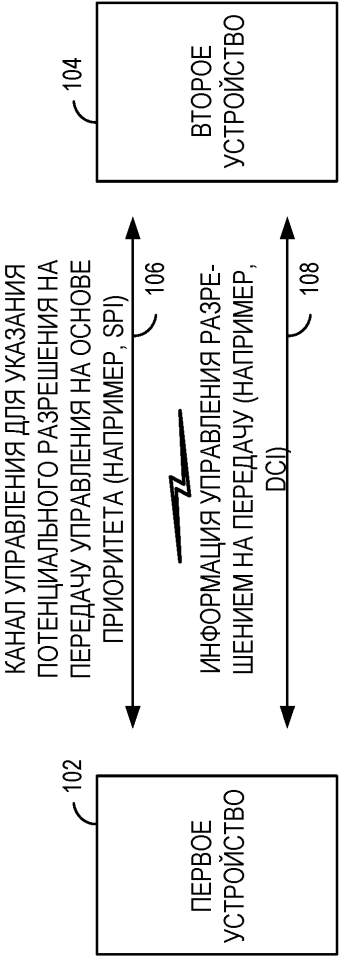 КАНАЛ УПРАВЛЕНИЯ ДЛЯ УКАЗАНИЯ
ПОТЕНЦИАЛЬНОГО РАЗРЕШЕНИЯ НА
ПЕРЕДАЧУ УПРАВЛЕНИЯ НА ОСНОВЕ
ПРИОРИТЕТА (НАПРИМЕР, SPI)
102
106
104
ПЕРВОЕ
УСТРОЙСТВО
ВТОРОЕ
УСТРОЙСТВО
ИНФОРМАЦИЯ УПРАВЛЕНИЯ РАЗРЕ-
ШЕНИЕМ НА ПЕРЕДАЧУ (НАПРИМЕР,
DCI)
108